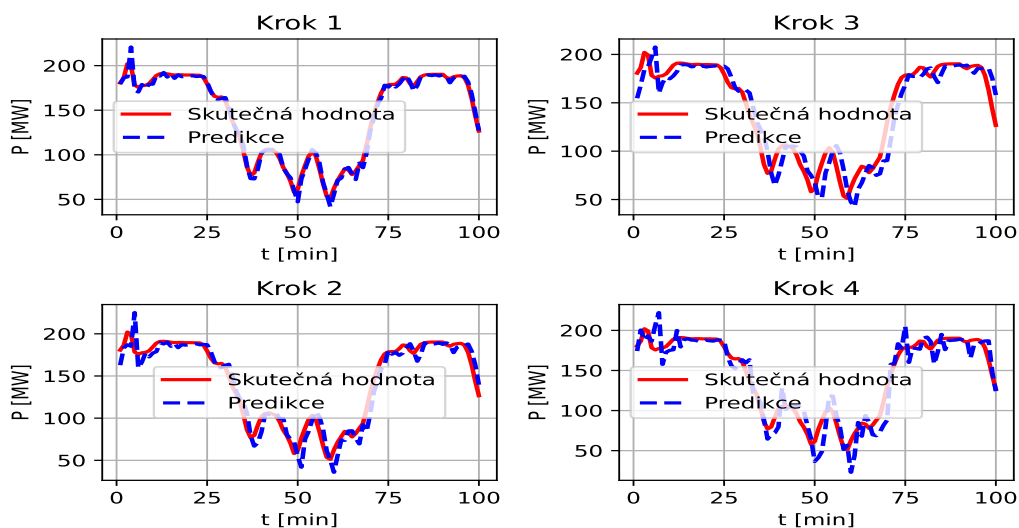 Krok 1
P [MW]
200
150
100
50
Skutečná hodnota
Predikce
0 25 50 75 100
t [min]
Krok 3
P [MW]
200
150
100
50
Skutečná hodnota
Predikce
0 25 50 75 100
t [min]
Krok 2
P [MW]
200
150
100
50
Skutečná hodnota
Predikce
0 25 50 75 100
t [min]
Krok 4
P [MW]
200
150
100
50
Skutečná hodnota
Predikce
0 25 50 75 100
t [min]